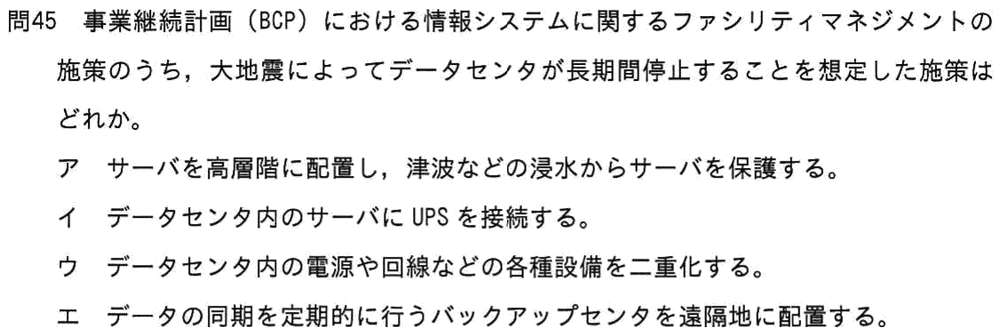 問45 事業継続計画（BCP）における情報システムに関するファシリティマネジメントの
施策のうち，大地震によってデータセンタが長期間停止することを想定した施策は
どれか。
ア サーバを高層階に配置し，津波などの浸水からサーバを保護する。
イ データセンタ内のサーバに UPS を接続する。
ウ データセンタ内の電源や回線などの各種設備を二重化する。
エ データの同期を定期的に行うバックアップセンタを遠隔地に配置する。